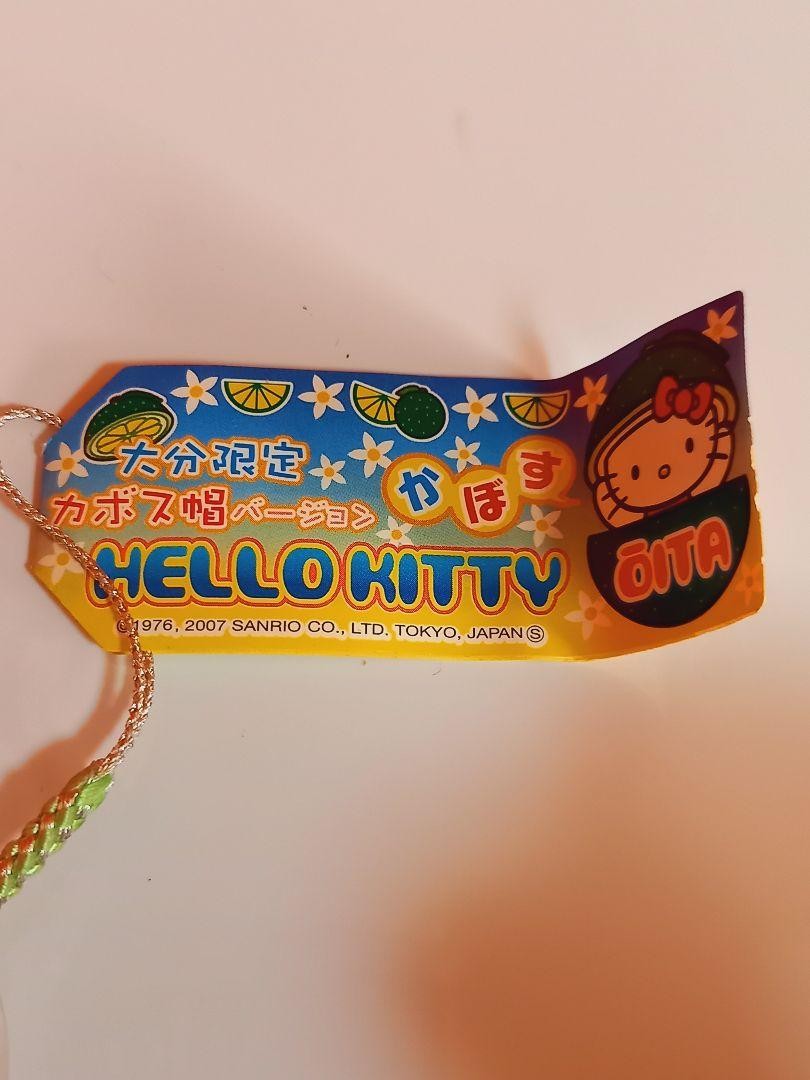 大分限定
カボス帽バージョン
かぼす
HELLO KITTY
©1976, 2007 SANRIO CO., LTD. TOKYO, JAPAN Ⓢ
ŌITA